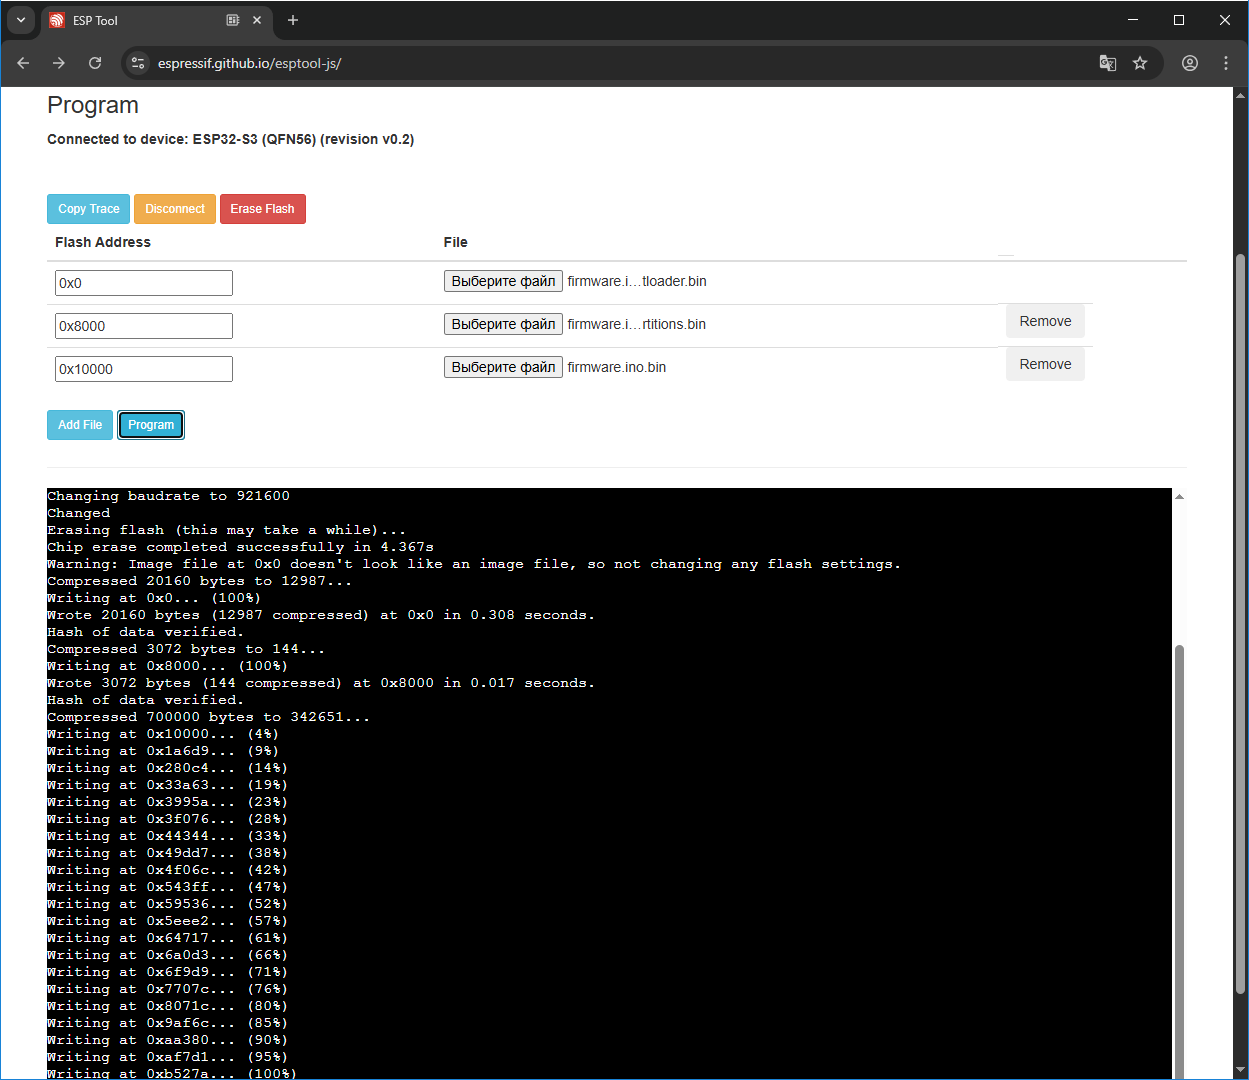 ESP Tool
espressif.github.io/esptool-js/
Program
Connected to device: ESP32-S3 (QFN56) (revision v0.2)
Copy Trace Disconnect Erase Flash
Flash Address File
0x0 Выберите файл firmware.i…tloader.bin
0x8000 Выберите файл firmware.i…rtitions.bin Remove
0x10000 Выберите файл firmware.ino.bin Remove
Add File Program
Changing baudrate to 921600
Changed
Erasing flash (this may take a while)...
Chip erase completed successfully in 4.367s
Warning: Image file at 0x0 doesn't look like an image file, so not changing any flash settings.
Compressed 20160 bytes to 12987...
Writing at 0x0... (100%)
Wrote 20160 bytes (12987 compressed) at 0x0 in 0.308 seconds.
Hash of data verified.
Compressed 3072 bytes to 144...
Writing at 0x8000... (100%)
Wrote 3072 bytes (144 compressed) at 0x8000 in 0.017 seconds.
Hash of data verified.
Compressed 700000 bytes to 342651...
Writing at 0x10000... (4%)
Writing at 0x1a6d9... (9%)
Writing at 0x280c4... (14%)
Writing at 0x33a63... (19%)
Writing at 0x3995a... (23%)
Writing at 0x3f076... (28%)
Writing at 0x44344... (33%)
Writing at 0x49dd7... (38%)
Writing at 0x4f06c... (42%)
Writing at 0x543ff... (47%)
Writing at 0x59536... (52%)
Writing at 0x5eee2... (57%)
Writing at 0x64717... (61%)
Writing at 0x6a0d3... (66%)
Writing at 0x6f9d9... (71%)
Writing at 0x7707c... (76%)
Writing at 0x8071c... (80%)
Writing at 0x9af6c... (85%)
Writing at 0xaa380... (90%)
Writing at 0xaf7d1... (95%)
Writing at 0xb527a... (100%)